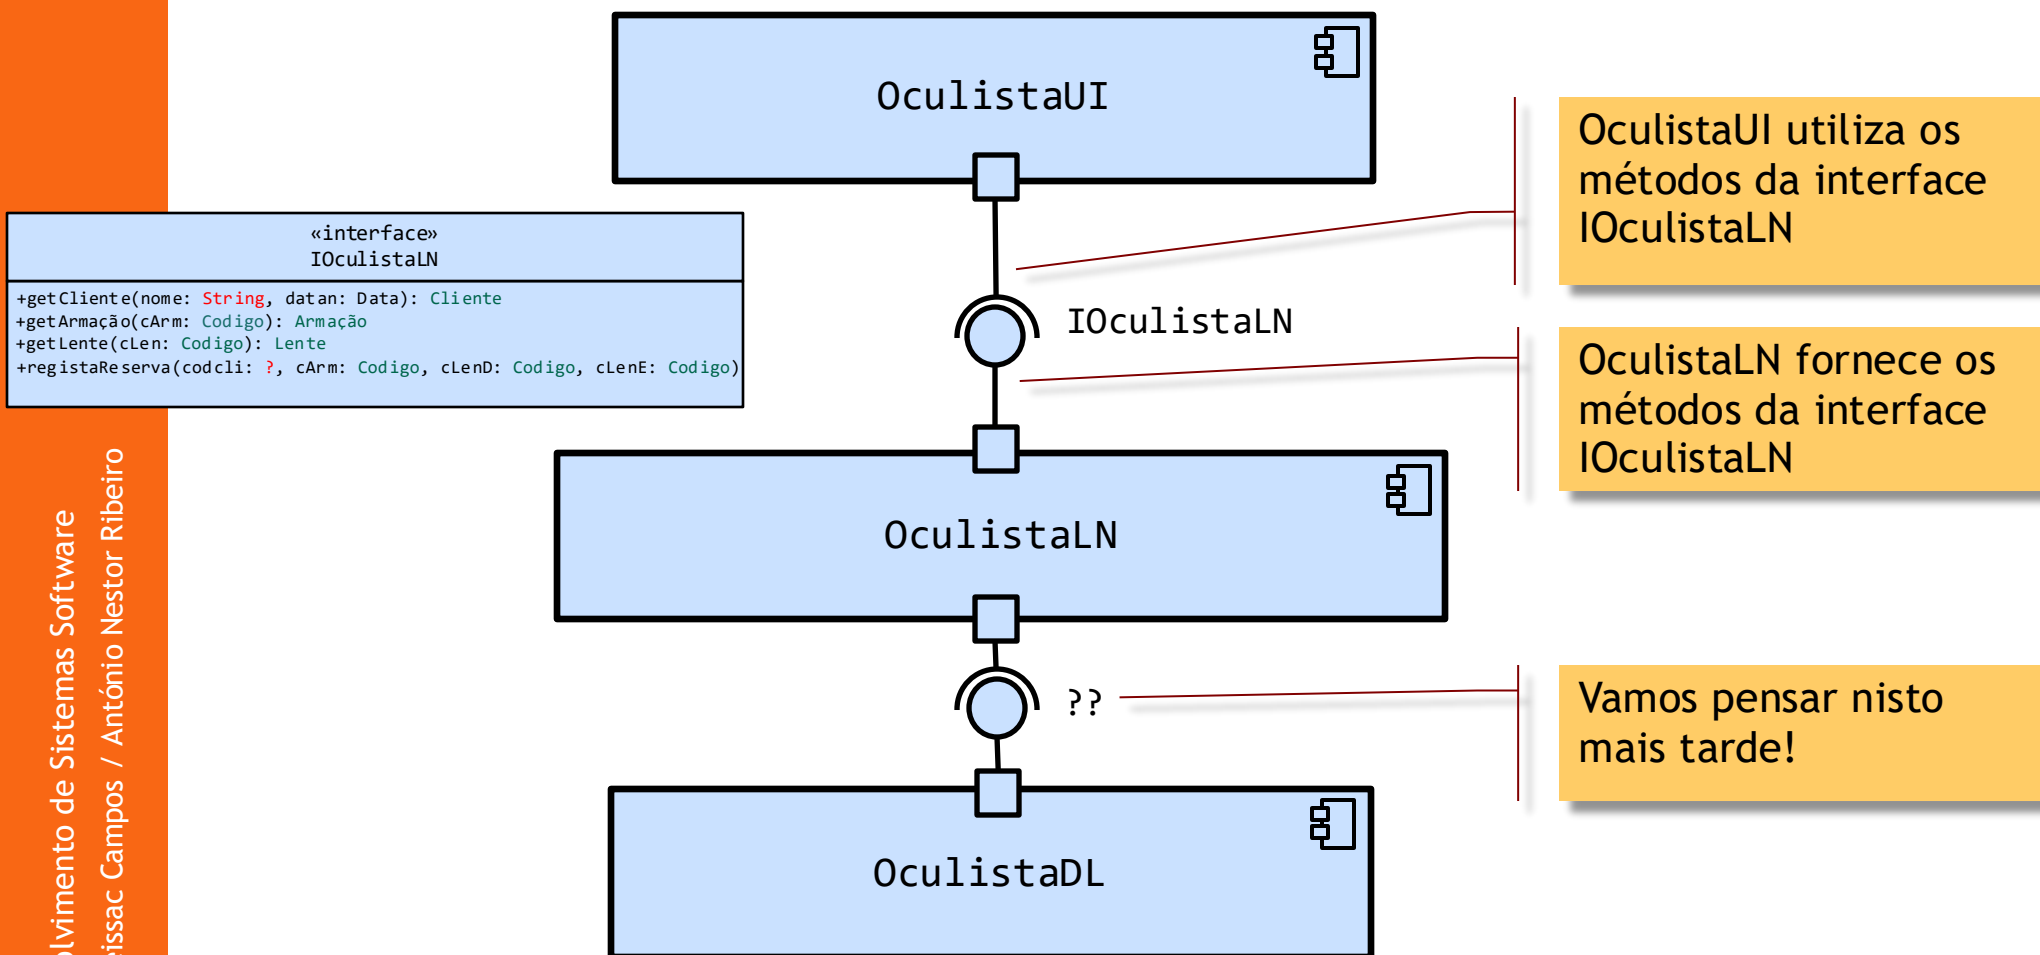 OculistaUI
OculistaUI utiliza os
métodos da interface
IOculistaLN
«interface»
IOculistaLN
+getCliente(nome: String, datan: Data): Cliente
+getArmação(cArm: Codigo): Armação
+getLente(cLen: Codigo): Lente
+registaReserva(codcli: ?, cArm: Codigo, cLenD: Codigo, cLenE: Codigo)
IOculistaLN
OculistaLN fornece os
métodos da interface
IOculistaLN
OculistaLN
??
Vamos pensar nisto
mais tarde!
OculistaDL
de Sistemas Software
Campos / António Nestor Ribeiro